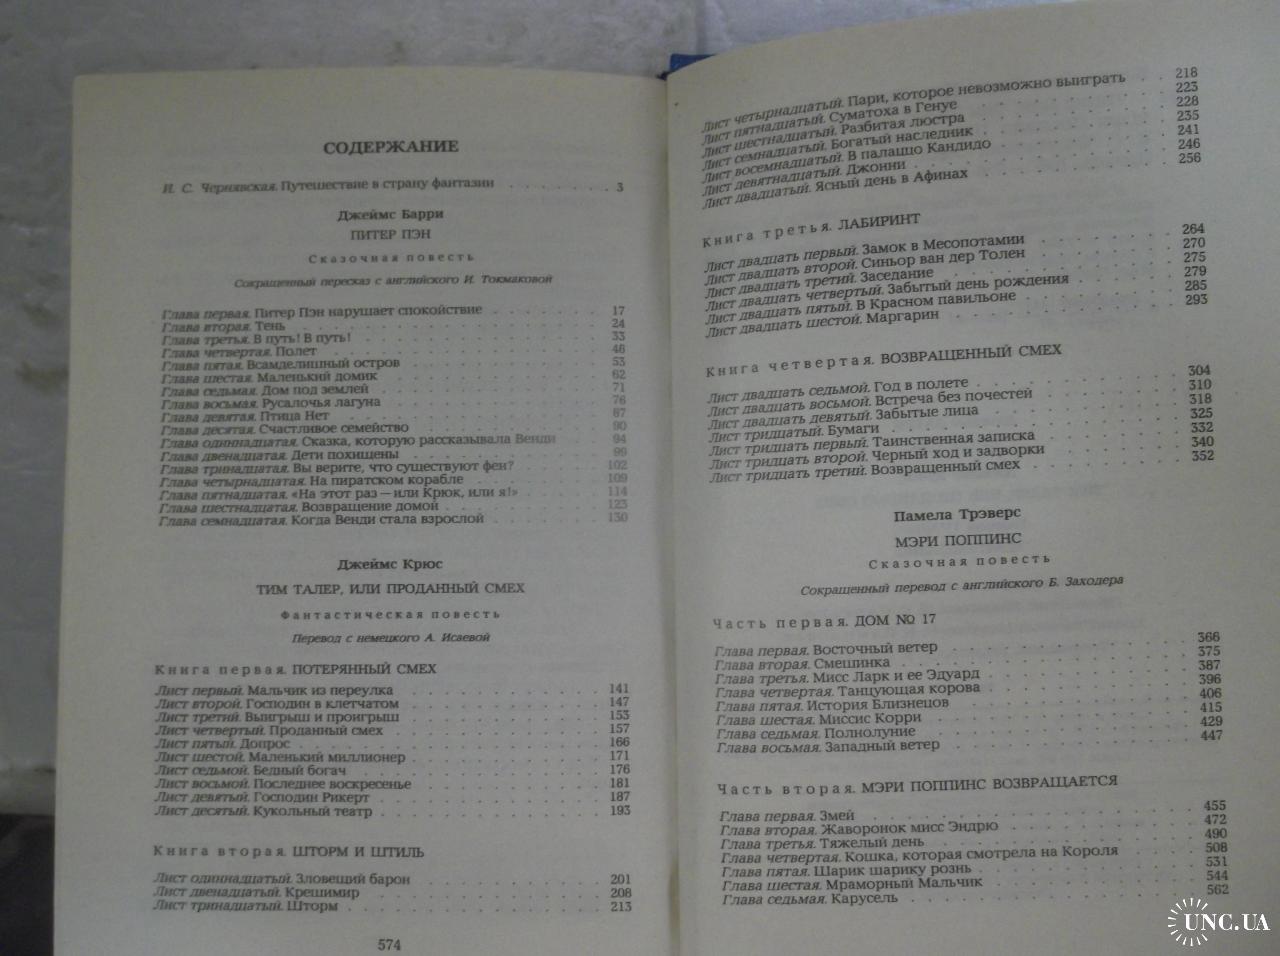 СОДЕРЖАНИЕ
И. С. Чернявская. Путешествие в страну фантазии . . . . . . . 3
Джеймс Барри
ПИТЕР ПЭН
Сказочная повесть
Сокращенный пересказ с английского И. Токмаковой
Глава первая. Питер Пэн нарушает спокойствие 17
Глава вторая. Тень 24
Глава третья. В путь! В путь! 33
Глава четвертая. Полет 46
Глава пятая. Всамделишный остров 53
Глава шестая. Маленький домик 62
Глава седьмая. Дом под землей 71
Глава восьмая. Русалочья лагуна 76
Глава девятая. Птица Нет 87
Глава десятая. Счастливое семейство 90
Глава одиннадцатая. Сказка, которую рассказывала Венди 94
Глава двенадцатая. Дети похищены 99
Глава тринадцатая. Вы верите, что существуют феи? 102
Глава четырнадцатая. На пиратском корабле 109
Глава пятнадцатая. «На этот раз — или Крюк, или я!» 114
Глава шестнадцатая. Возвращение домой 123
Глава семнадцатая. Когда Венди стала взрослой 130
Джеймс Крюс
ТИМ ТАЛЕР, ИЛИ ПРОДАННЫЙ СМЕХ
Фантастическая повесть
Перевод с немецкого А. Исаевой
Книга первая. ПОТЕРЯННЫЙ СМЕХ
Лист первый. Мальчик из переулка 141
Лист второй. Господин в клетчатом 147
Лист третий. Выигрыш и проигрыш 153
Лист четвертый. Проданный смех 157
Лист пятый. Допрос 166
Лист шестой. Маленький миллионер 171
Лист седьмой. Бедный богач 176
Лист восьмой. Последнее воскресенье 181
Лист девятый. Господин Рикерт 187
Лист десятый. Кукольный театр 193
Книга вторая. ШТОРМ И ШТИЛЬ
Лист одиннадцатый. Зловещий барон 201
Лист двенадцатый. Крешимир 208
Лист тринадцатый. Шторм 213
574
Лист четырнадцатый. Пари, которое невозможно выиграть 218
Лист пятнадцатый. Суматоха в Генуе 223
Лист шестнадцатый. Разбитая люстра 228
Лист семнадцатый. Богатый наследник 235
Лист восемнадцатый. В палаццо Кандидо 241
Лист девятнадцатый. Джонни 246
Лист двадцатый. Ясный день в Афинах 256
Книга третья. ЛАБИРИНТ
Лист двадцать первый. Замок в Месопотамии 264
Лист двадцать второй. Синьор ван дер Толен 270
Лист двадцать третий. Заседание 275
Лист двадцать четвертый. Забытый день рождения 279
Лист двадцать пятый. В Красном павильоне 285
Лист двадцать шестой. Маргарин 293
Книга четвертая. ВОЗВРАЩЕННЫЙ СМЕХ
Лист двадцать седьмой. Год в полете 304
Лист двадцать восьмой. Встреча без почестей 310
Лист двадцать девятый. Забытые лица 318
Лист тридцатый. Бумаги 325
Лист тридцать первый. Таинственная записка 332
Лист тридцать второй. Черный ход и задворки 340
Лист тридцать третий. Возвращенный смех 352
Памела Трэверс
МЭРИ ПОППИНС
Сказочная повесть
Сокращенный перевод с английского Б. Заходера
Часть первая. ДОМ № 17
Глава первая. Восточный ветер 366
Глава вторая. Смешинка 375
Глава третья. Мисс Ларк и ее Эдуард 387
Глава четвертая. Танцующая корова 396
Глава пятая. История Близнецов 406
Глава шестая. Миссис Корри 415
Глава седьмая. Полнолуние 429
Глава восьмая. Западный ветер 447
Часть вторая. МЭРИ ПОППИНС ВОЗВРАЩАЕТСЯ
Глава первая. Змей 455
Глава вторая. Жаворонок мисс Эндрю 472
Глава третья. Тяжелый день 490
Глава четвертая. Кошка, которая смотрела на Короля 508
Глава пятая. Шарик шарику рознь 531
Глава шестая. Мраморный Мальчик 544
Глава седьмая. Карусель 562
UNC.UA